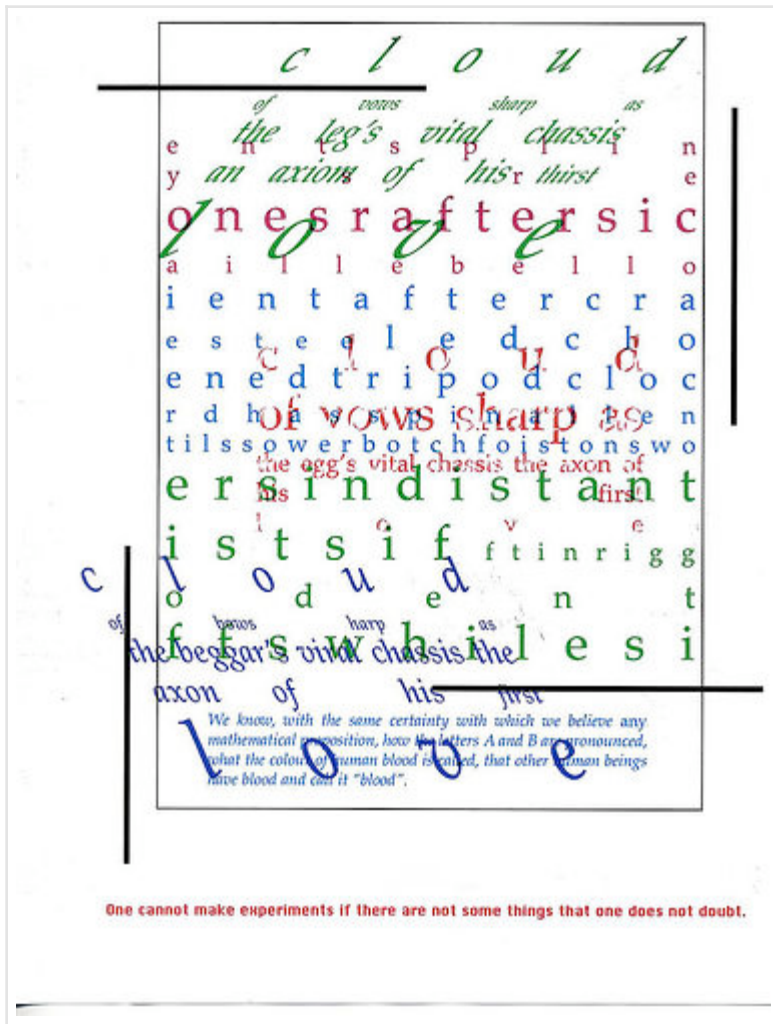 c l o u d
of vows sharp as
the leg's vital chassis
e n t s p r i n
an axiom of his thirst
y s r e
o n e s r a f t e r s i c
l o v e
a i l l e b e l l o
i e n t a f t e r c r a
e s t e e l e d c h o
c l o u d
e n e d t r i p o d c l o c
r d h a s s p i n a l t e n
of vows sharp as
t i l s s o w e r b o t c h f o i s t o n s w o
the egg's vital chassis the axon of
e r s i n d i s t a n t
his first
l o v e
i s t s i f f t i n r i g g
c l o u d
o d e n t
of bows harp as
f f s w h i l e s i
the beggar's vital chassis the
axon of his first
We know, with the same certainty with which we believe any
mathematical proposition, how the letters A and B are pronounced,
what the colour of human blood is called, that other human beings
have blood and call it "blood".
l o v e
One cannot make experiments if there are not some things that one does not doubt.